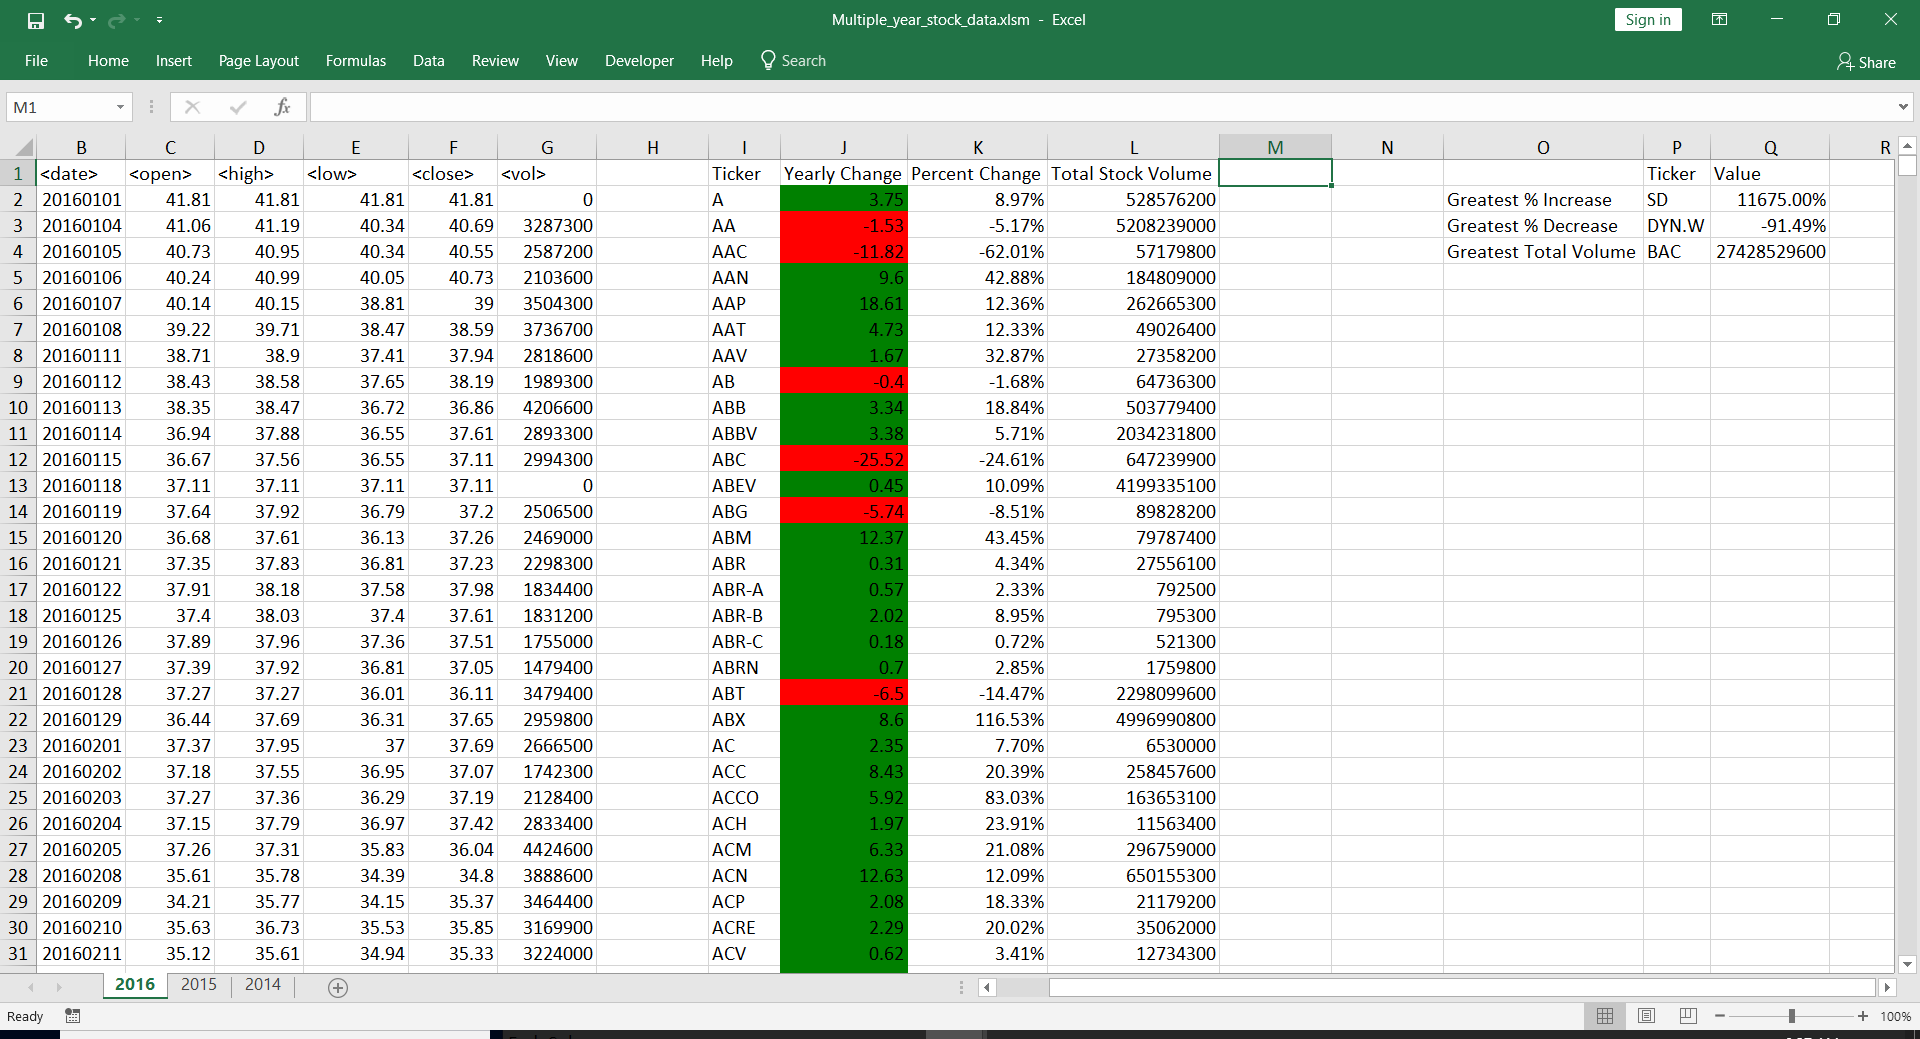 Multiple_year_stock_data.xlsm - Excel
Sign in
File Home Insert Page Layout Formulas Data Review View Developer Help Search Share
M1 fx
B C D E F G H I J K L M N O P Q R
1 <date> <open> <high> <low> <close> <vol> Ticker Yearly Change Percent Change Total Stock Volume Ticker Value
2 20160101 41.81 41.81 41.81 41.81 0 A 3.75 8.97% 528576200 Greatest % Increase SD 11675.00%
3 20160104 41.06 41.19 40.34 40.69 3287300 AA -1.53 -5.17% 5208239000 Greatest % Decrease DYN.W -91.49%
4 20160105 40.73 40.95 40.34 40.55 2587200 AAC -11.82 -62.01% 57179800 Greatest Total Volume BAC 27428529600
5 20160106 40.24 40.99 40.05 40.73 2103600 AAN 9.6 42.88% 184809000
6 20160107 40.14 40.15 38.81 39 3504300 AAP 18.61 12.36% 262665300
7 20160108 39.22 39.71 38.47 38.59 3736700 AAT 4.73 12.33% 49026400
8 20160111 38.71 38.9 37.41 37.94 2818600 AAV 1.67 32.87% 27358200
9 20160112 38.43 38.58 37.65 38.19 1989300 AB -0.4 -1.68% 64736300
10 20160113 38.35 38.47 36.72 36.86 4206600 ABB 3.34 18.84% 503779400
11 20160114 36.94 37.88 36.55 37.61 2893300 ABBV 3.38 5.71% 2034231800
12 20160115 36.67 37.56 36.55 37.11 2994300 ABC -25.52 -24.61% 647239900
13 20160118 37.11 37.11 37.11 37.11 0 ABEV 0.45 10.09% 4199335100
14 20160119 37.64 37.92 36.79 37.2 2506500 ABG -5.74 -8.51% 89828200
15 20160120 36.68 37.61 36.13 37.26 2469000 ABM 12.37 43.45% 79787400
16 20160121 37.35 37.83 36.81 37.23 2298300 ABR 0.31 4.34% 27556100
17 20160122 37.91 38.18 37.58 37.98 1834400 ABR-A 0.57 2.33% 792500
18 20160125 37.4 38.03 37.4 37.61 1831200 ABR-B 2.02 8.95% 795300
19 20160126 37.89 37.96 37.36 37.51 1755000 ABR-C 0.18 0.72% 521300
20 20160127 37.39 37.92 36.81 37.05 1479400 ABRN 0.7 2.85% 1759800
21 20160128 37.27 37.27 36.01 36.11 3479400 ABT -6.5 -14.47% 2298099600
22 20160129 36.44 37.69 36.31 37.65 2959800 ABX 8.6 116.53% 4996990800
23 20160201 37.37 37.95 37 37.69 2666500 AC 2.35 7.70% 6530000
24 20160202 37.18 37.55 36.95 37.07 1742300 ACC 8.43 20.39% 258457600
25 20160203 37.27 37.36 36.29 37.19 2128400 ACCO 5.92 83.03% 163653100
26 20160204 37.15 37.79 36.97 37.42 2833400 ACH 1.97 23.91% 11563400
27 20160205 37.26 37.31 35.83 36.04 4424600 ACM 6.33 21.08% 296759000
28 20160208 35.61 35.78 34.39 34.8 3888600 ACN 12.63 12.09% 650155300
29 20160209 34.21 35.77 34.15 35.37 3464400 ACP 2.08 18.33% 21179200
30 20160210 35.63 36.73 35.53 35.85 3169900 ACRE 2.29 20.02% 35062000
31 20160211 35.12 35.61 34.94 35.33 3224000 ACV 0.62 3.41% 12734300
2016 2015 2014
Ready 100%